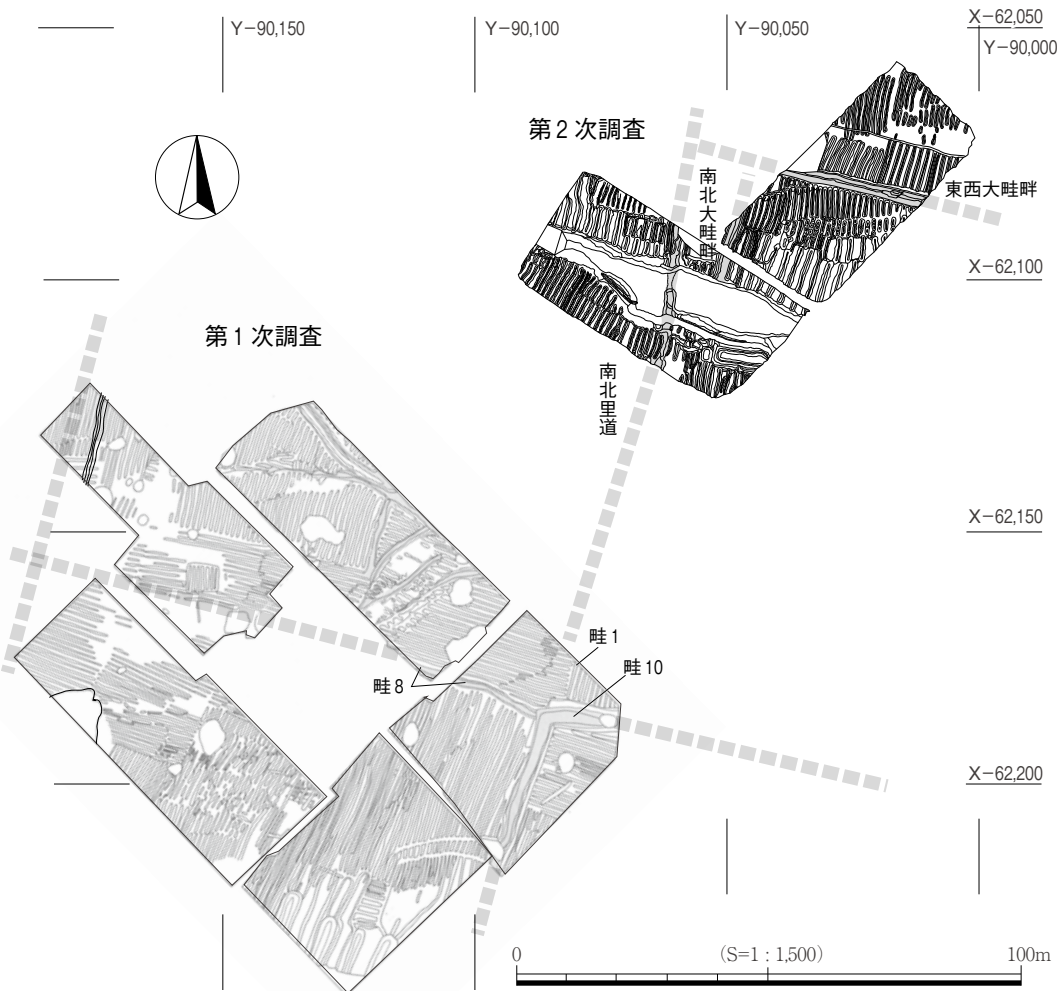 X-62,050
Y-90,150
Y-90,100
Y-90,050
Y-90,000
第2次調査
南北大畦畔
東西大畦畔
X-62,100
第1次調査
南北里道
X-62,150
畦1
畦10
畦8
X-62,200
0
(S=1:1,500)
100m